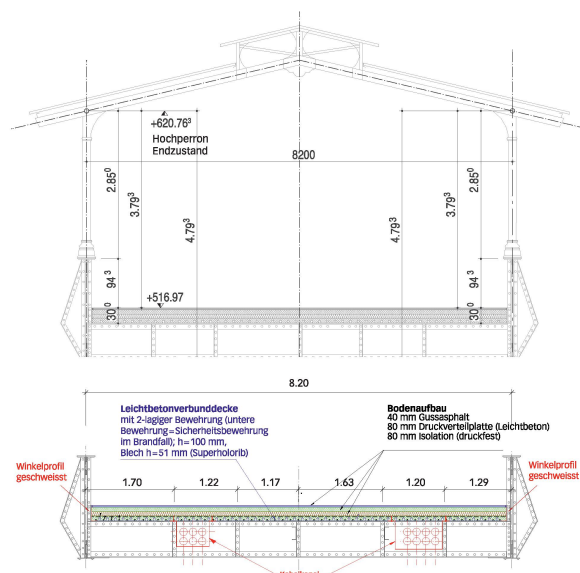 +620.76³
Hochperron
Endzustand
8200
2.85⁰
3.79³
4.79³
4.79³
3.79³
2.85⁰
94³
+516.97
94³
30⁰
30⁰
8.20
Leichtbetonverbunddecke
mit 2-lagiger Bewehrung (untere
Bewehrung=Sicherheitsbewehrung
im Brandfall); h=100 mm,
Blech h=51 mm (Superholorib)
Bodenaufbau
40 mm Gussasphalt
80 mm Druckverteilplatte (Leichtbeton)
80 mm Isolation (druckfest)
Winkelprofil
geschweisst
Winkelprofil
geschweisst
1.70
1.22
1.17
1.63
1.20
1.29